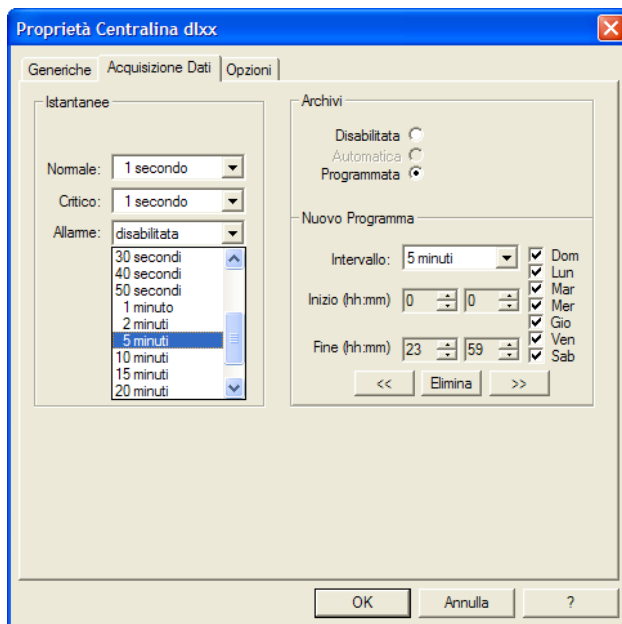 Proprietà Centralina dlxx
Generiche
Acquisizione Dati
Opzioni
Istantanee
Normale: 1 secondo
Critico: 1 secondo
Allarme: disabilitata
30 secondi
40 secondi
50 secondi
1 minuto
2 minuti
5 minuti
10 minuti
15 minuti
20 minuti
Archivi
Disabilitata
Automatica
Programmata
Nuovo Programma
Intervallo: 5 minuti
Inizio (hh:mm) 0 0
Fine (hh:mm) 23 59
Dom
Lun
Mar
Mer
Gio
Ven
Sab
<< Elimina >>
OK Annulla ?